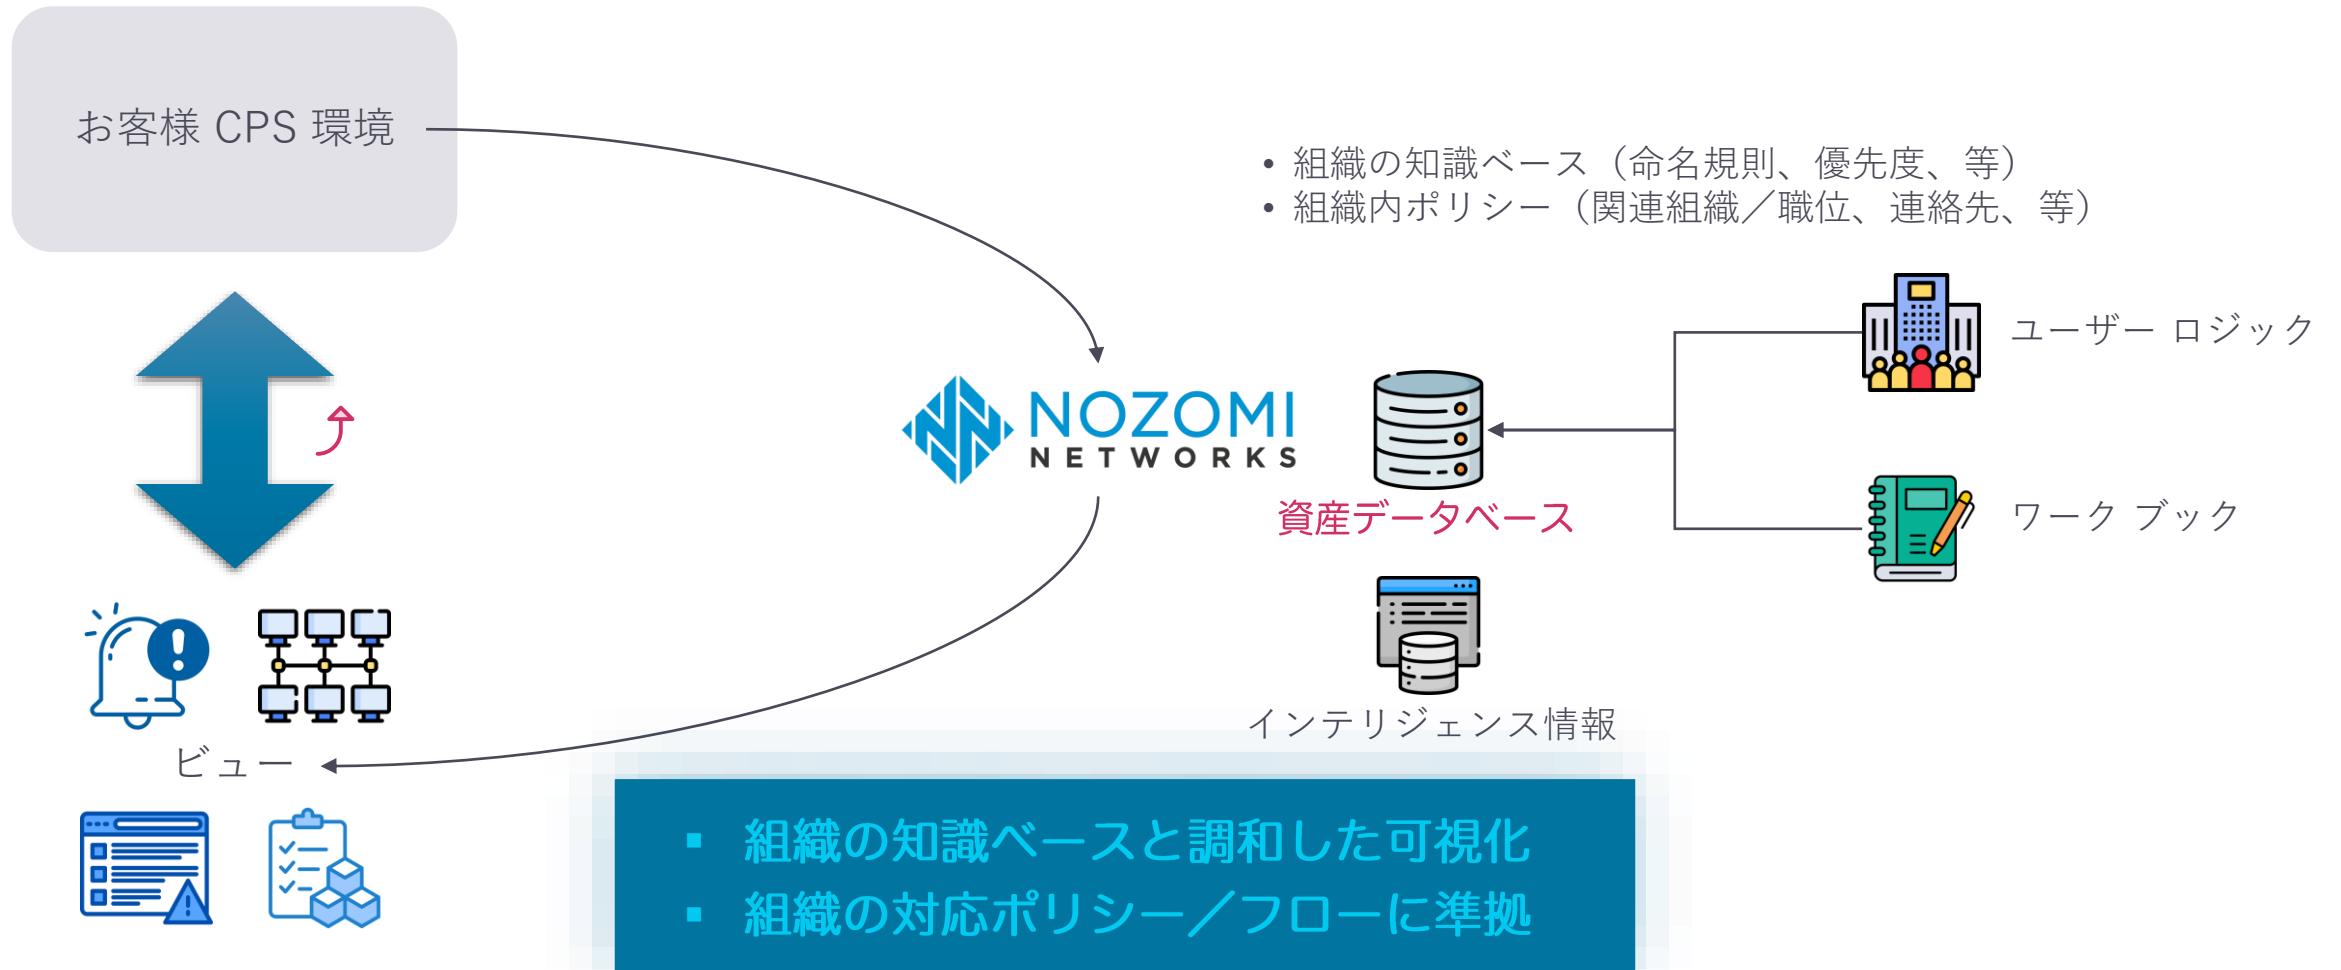 お客様 CPS 環境
• 組織の知識ベース（命名規則、優先度、等）
• 組織内ポリシー（関連組織／職位、連絡先、等）
ユーザー ロジック
NOZOMI
NETWORKS
資産データベース
ワーク ブック
インテリジェンス情報
ビュー
▪ 組織の知識ベースと調和した可視化
▪ 組織の対応ポリシー／フローに準拠